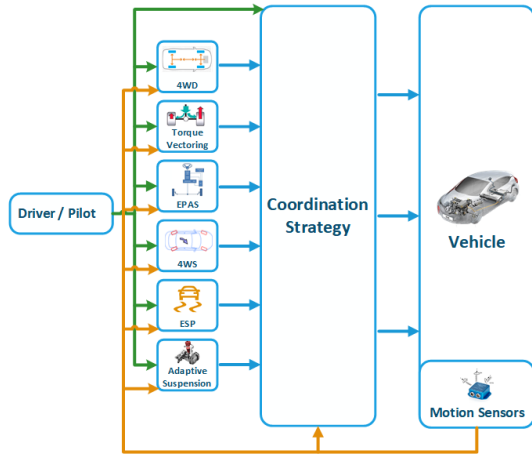 4WD
Torque
Vectoring
EPAS
Driver / Pilot
4WS
ESP
Adaptive
Suspension
Coordination
Strategy
Vehicle
Motion Sensors